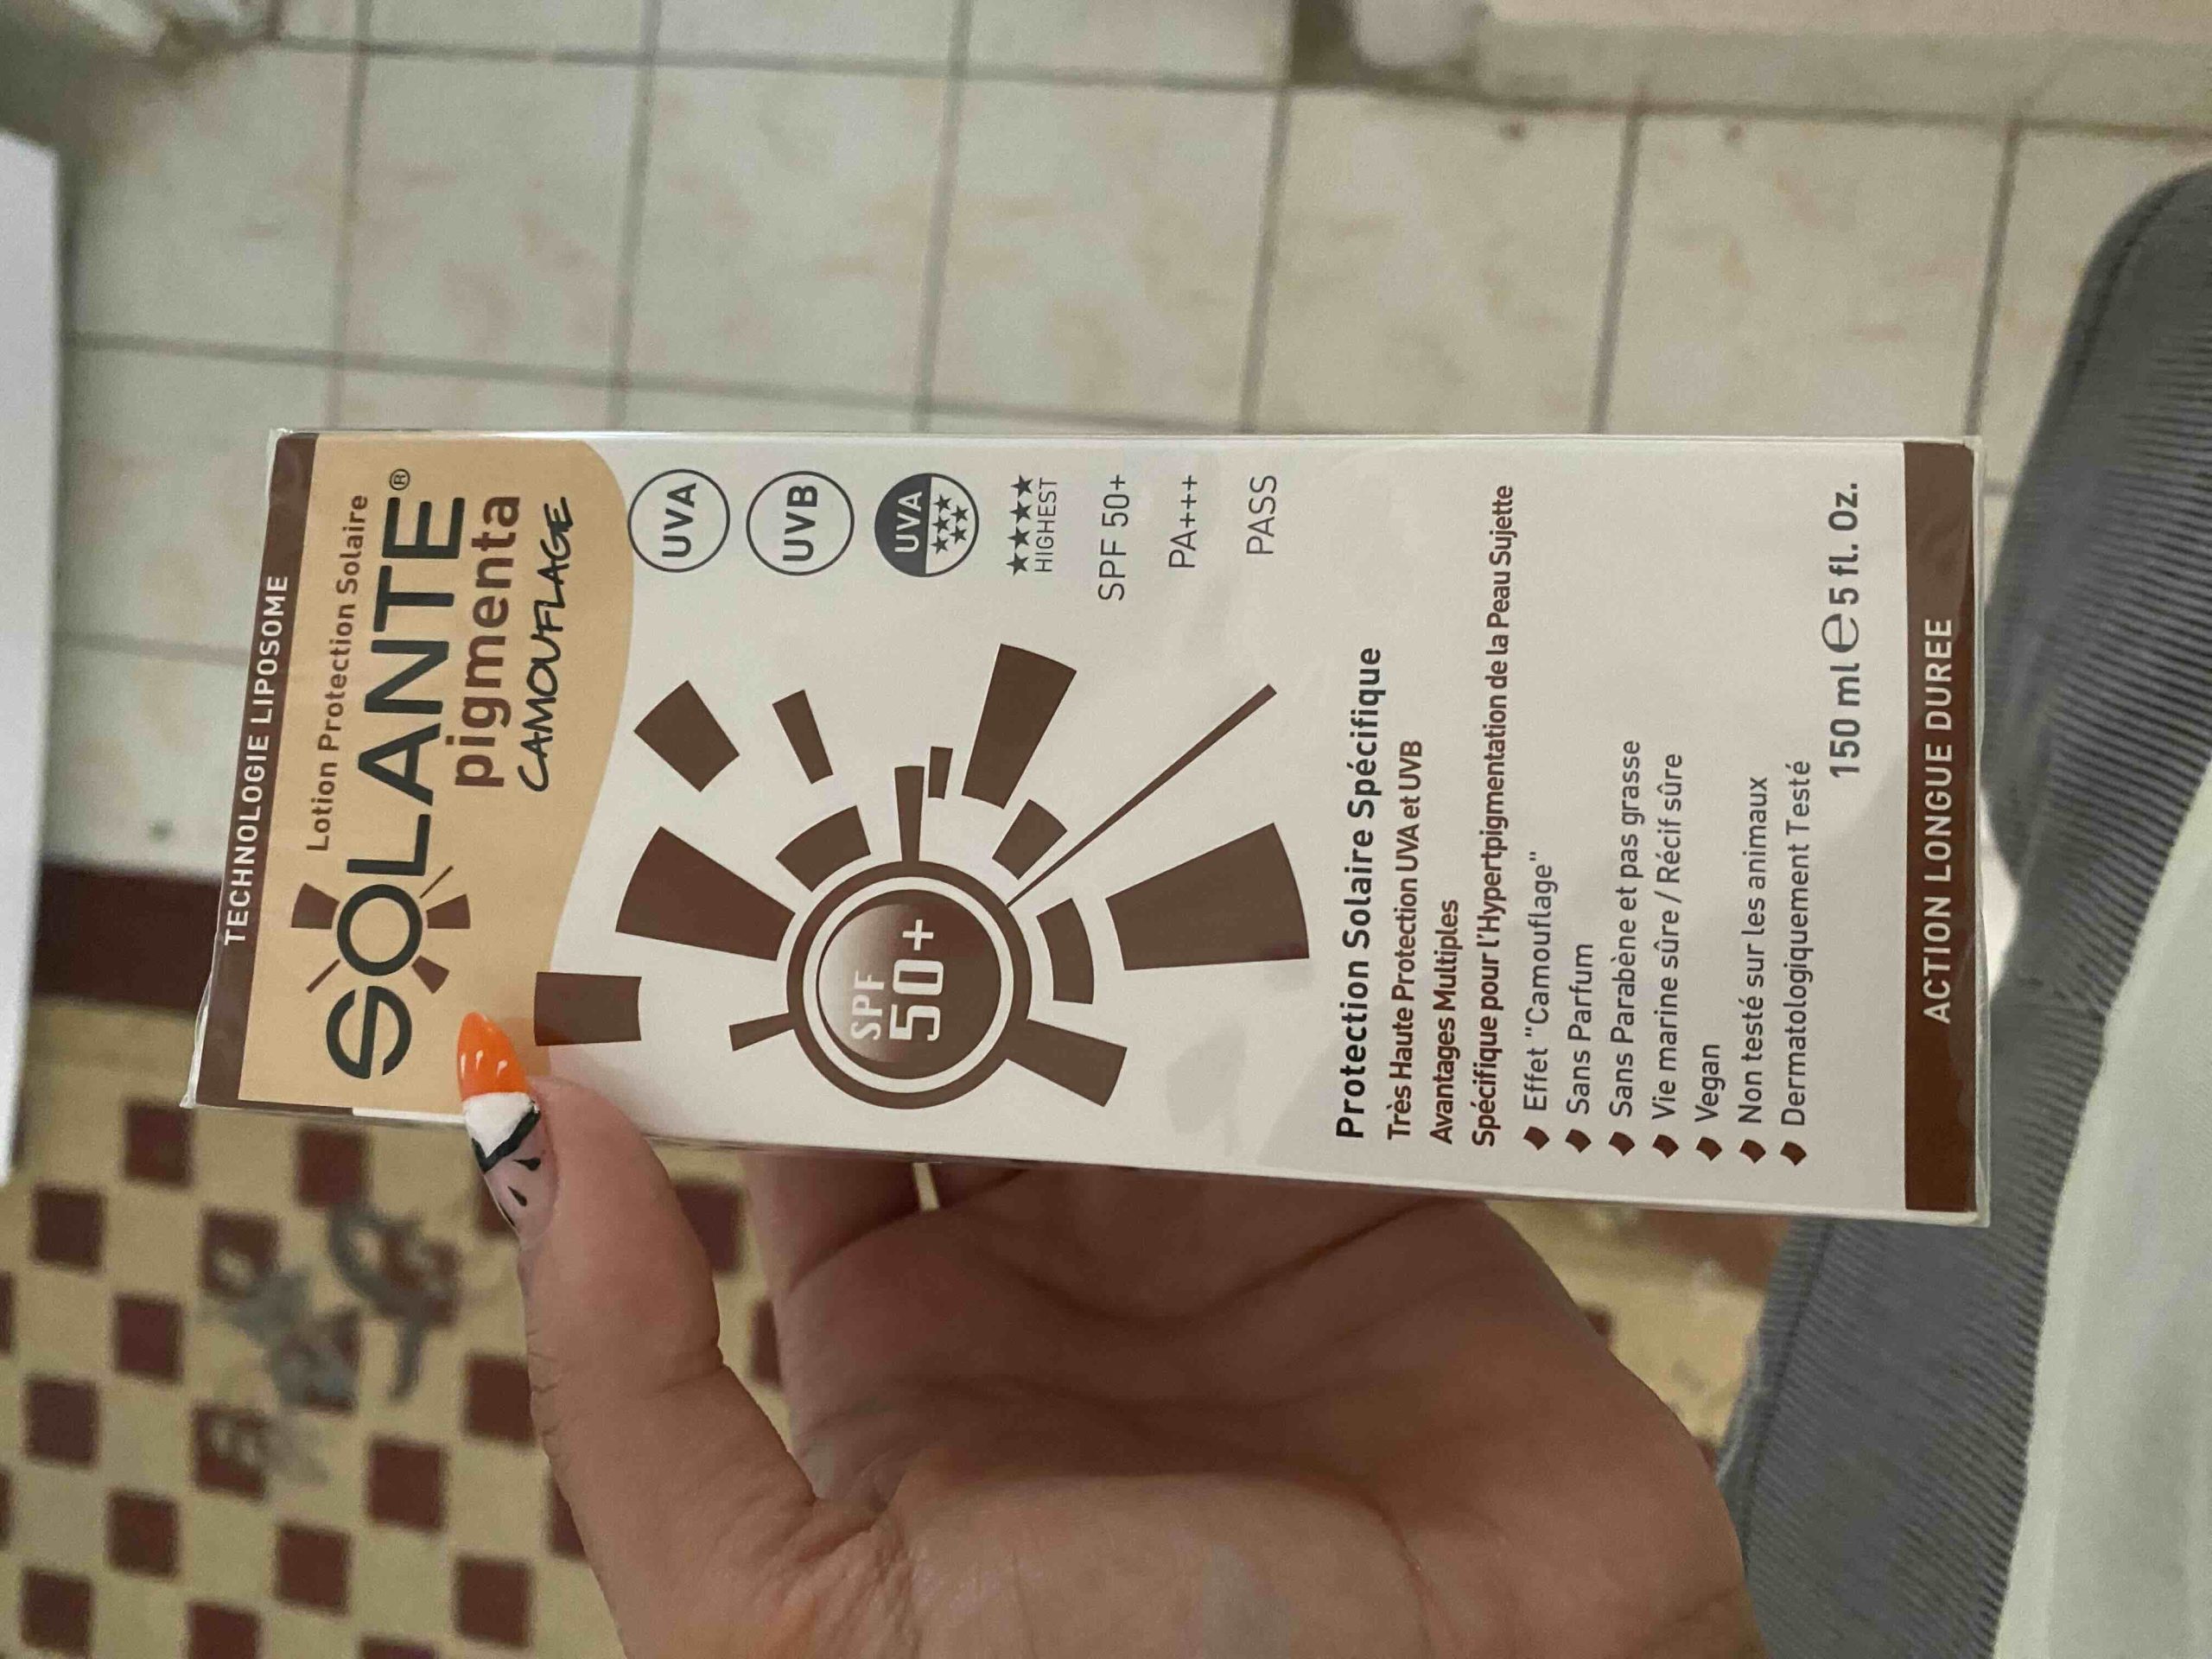 TECHNOLOGIE LIPOSOME
Lotion Protection Solaire
SOLANTE®
pigmenta
CAMOUFLAGE
UVA
UVB
UVA
★★★
★★
★★★★★
HIGHEST
SPF 50+
PA+++
PASS
SPF
50+
Protection Solaire Spécifique
Très Haute Protection UVA et UVB
Avantages Multiples
Spécifique pour l'Hypertpigmentation de la Peau Sujette
Effet "Camouflage"
Sans Parfum
Sans Parabène et pas grasse
Vie marine sûre / Récif sûre
Vegan
Non testé sur les animaux
Dermatologiquement Testé
150 ml ℮ 5 fl. Oz.
ACTION LONGUE DUREE